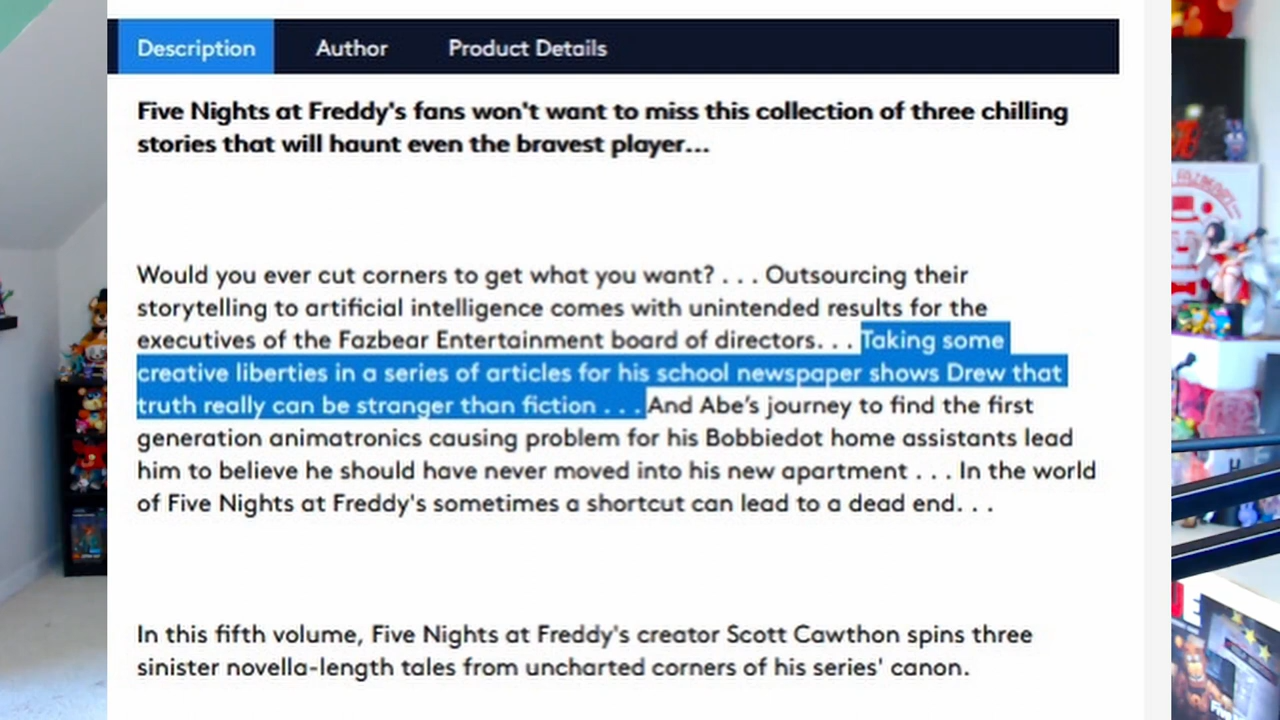 Description Author Product Details
Five Nights at Freddy's fans won't want to miss this collection of three chilling
stories that will haunt even the bravest player...
Would you ever cut corners to get what you want? . . . Outsourcing their
storytelling to artificial intelligence comes with unintended results for the
executives of the Fazbear Entertainment board of directors. . . Taking some
creative liberties in a series of articles for his school newspaper shows Drew that
truth really can be stranger than fiction . . . And Abe’s journey to find the first
generation animatronics causing problem for his Bobbiedot home assistants lead
him to believe he should have never moved into his new apartment . . . In the world
of Five Nights at Freddy's sometimes a shortcut can lead to a dead end. . .
In this fifth volume, Five Nights at Freddy's creator Scott Cawthon spins three
sinister novella-length tales from uncharted corners of his series' canon.